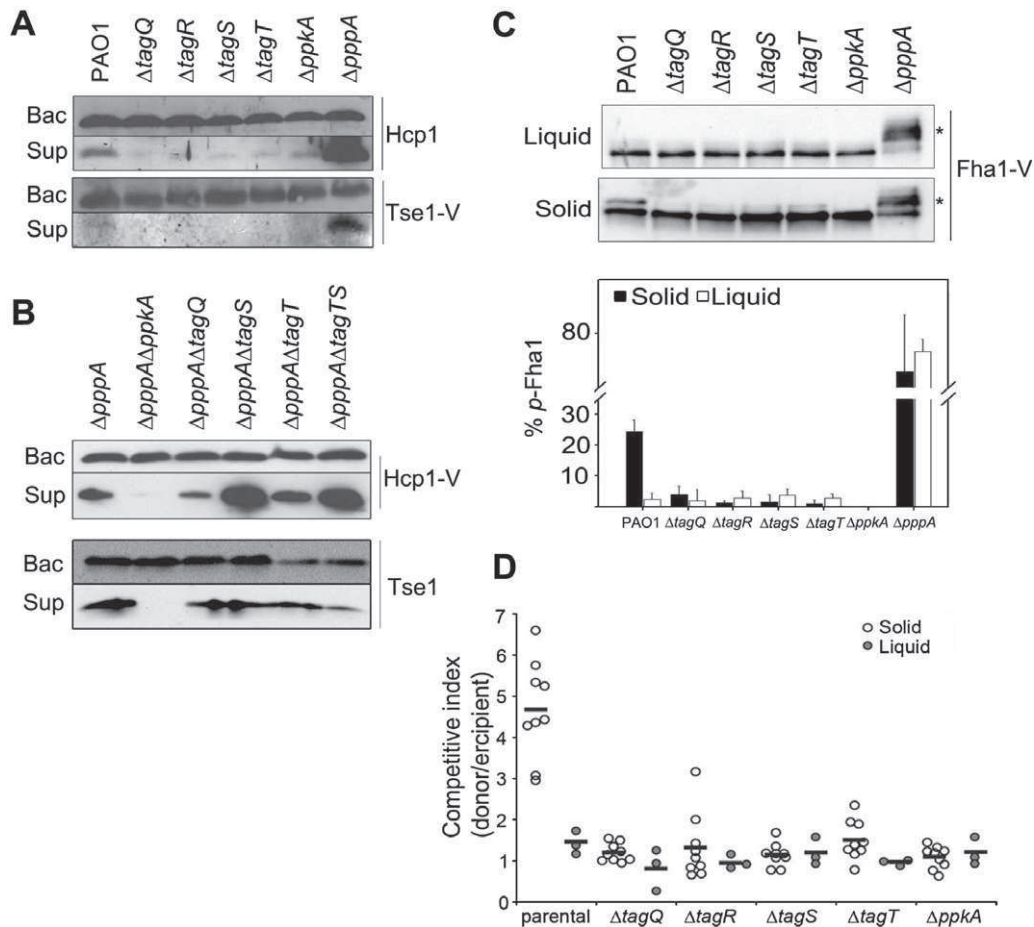 A
PAO1
ΔtagQ
ΔtagR
ΔtagS
ΔtagT
ΔppkA
ΔpppA
Bac
Sup
Hcp1
Bac
Sup
Tse1-V
B
ΔpppA
ΔpppAΔppkA
ΔpppAΔtagQ
ΔpppAΔtagS
ΔpppAΔtagT
ΔpppAΔtagTS
Bac
Sup
Hcp1-V
Bac
Sup
Tse1
C
PAO1
ΔtagQ
ΔtagR
ΔtagS
ΔtagT
ΔppkA
ΔpppA
Liquid
*
Solid
*
Fha1-V
Solid Liquid
% p-Fha1
80
30
20
10
PAO1 ΔtagQ ΔtagR ΔtagS ΔtagT ΔppkA ΔpppA
D
Competitive index
(donor/ercipient)
7
6
5
4
3
2
1
0
Solid
Liquid
parental ΔtagQ ΔtagR ΔtagS ΔtagT ΔppkA